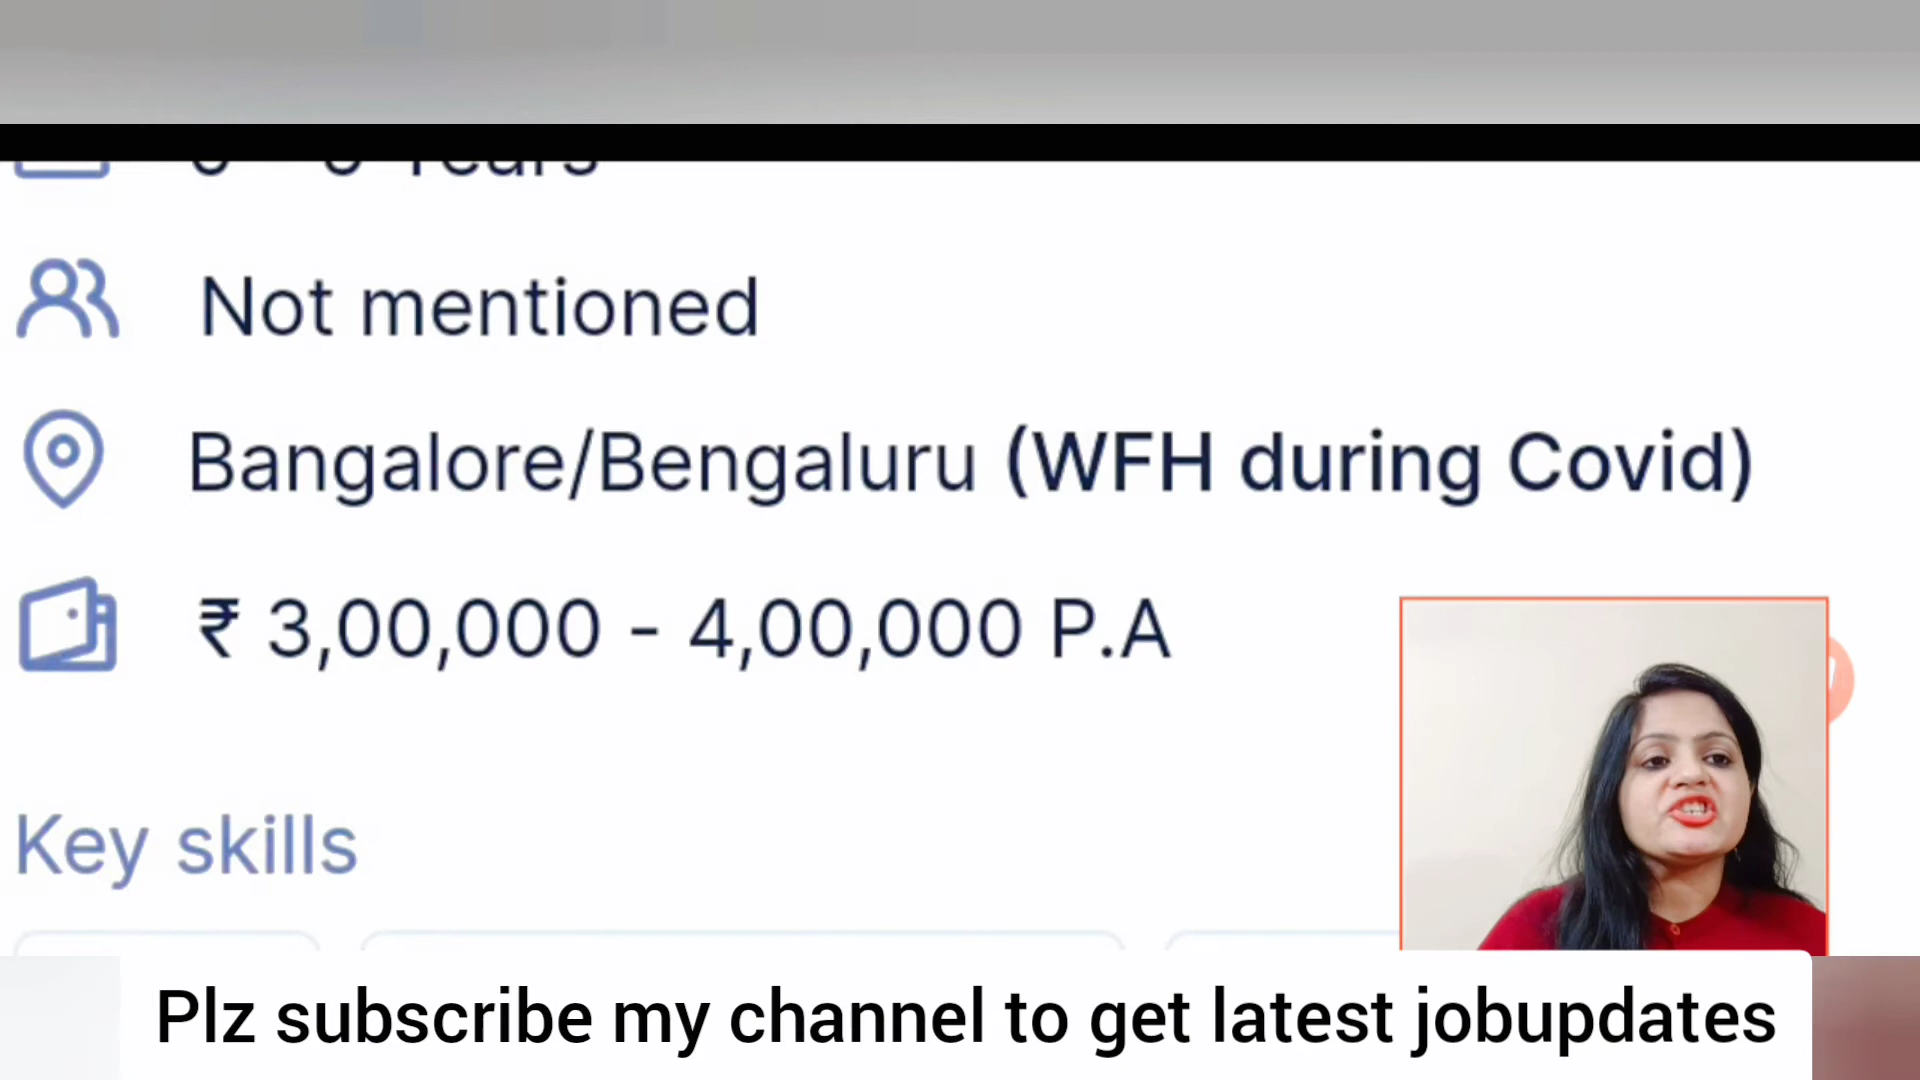 Years
Not mentioned
Bangalore/Bengaluru (WFH during Covid)
₹ 3,00,000 - 4,00,000 P.A
Key skills
Plz subscribe my channel to get latest jobupdates